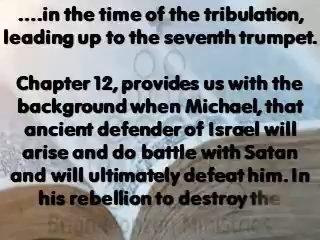 ....in the time of the tribulation,
leading up to the seventh trumpet.
Chapter 12, provides us with the
background when Michael, that
ancient defender of Israel will
arise and do battle with Satan
and will ultimately defeat him. In
his rebellion to destroy the
Ministries